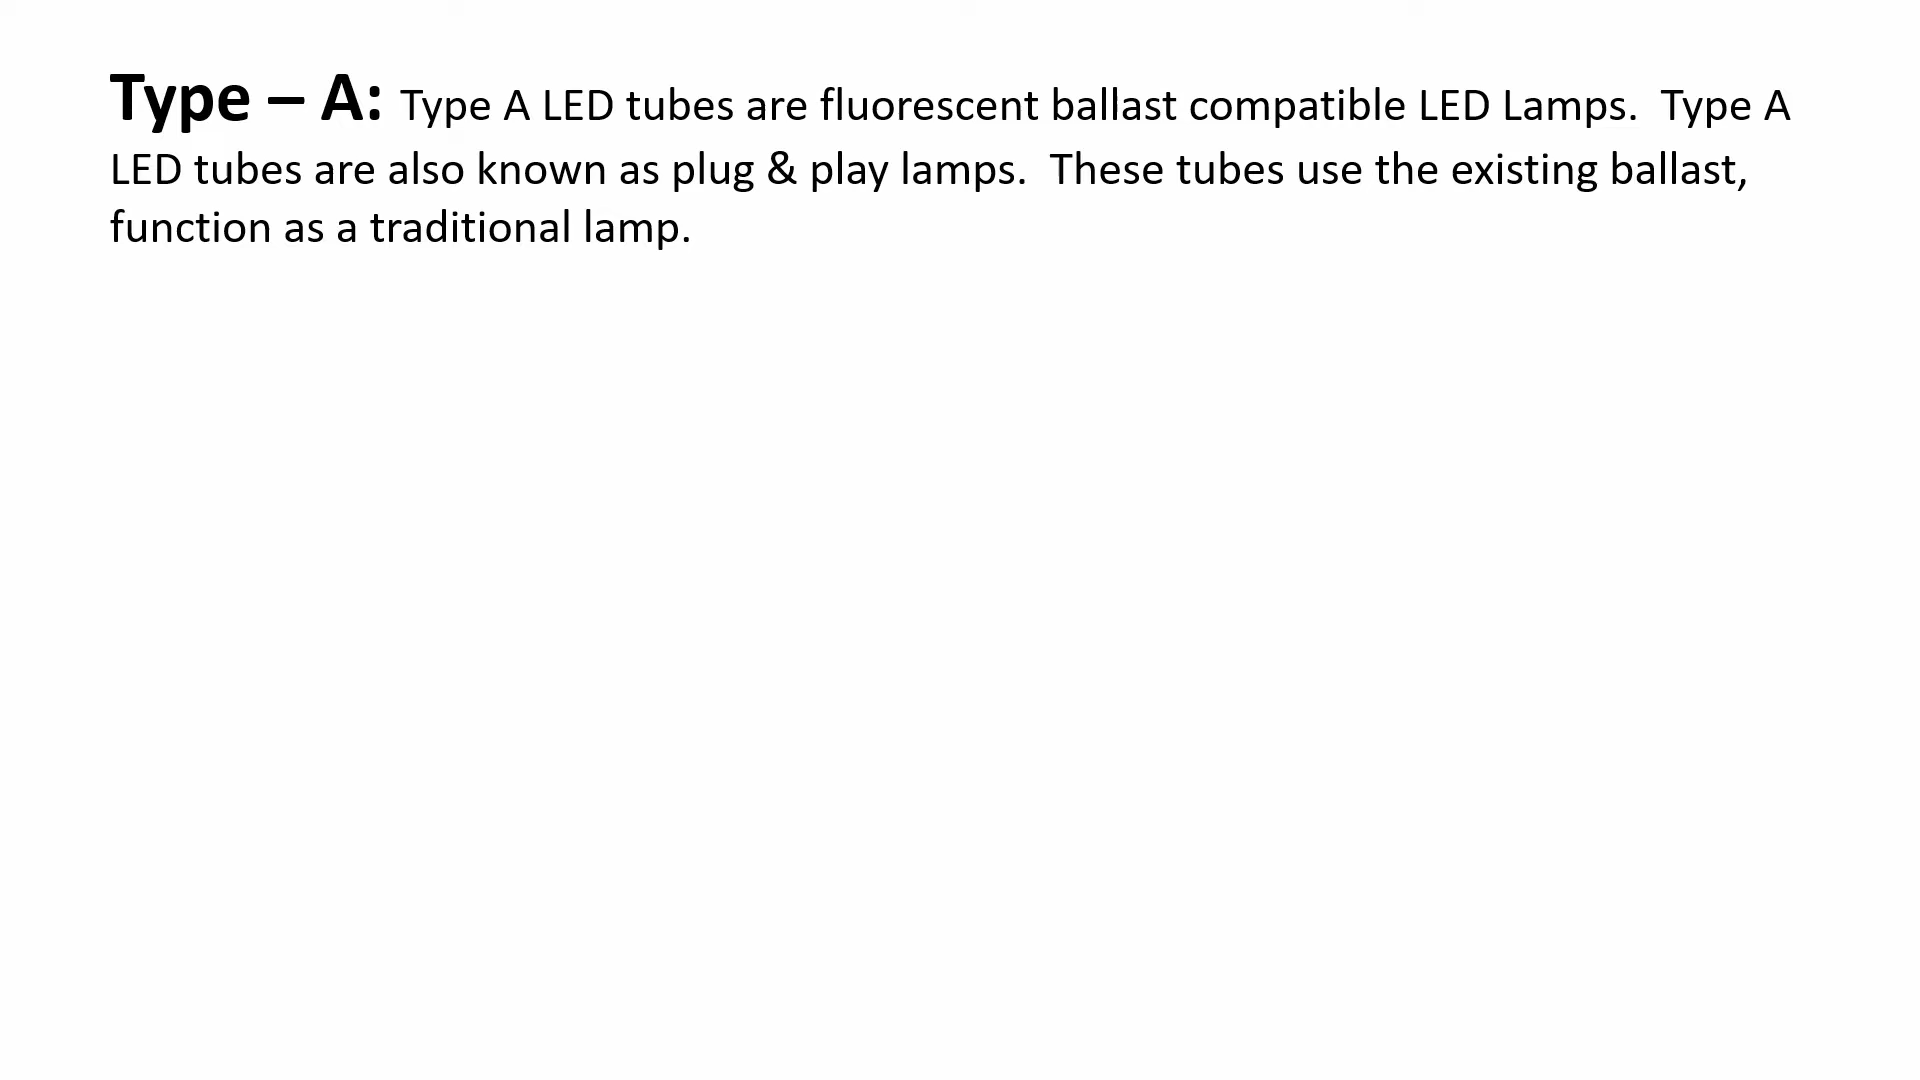 Type – A: Type A LED tubes are fluorescent ballast compatible LED Lamps.  Type A
LED tubes are also known as plug & play lamps.  These tubes use the existing ballast,
function as a traditional lamp.